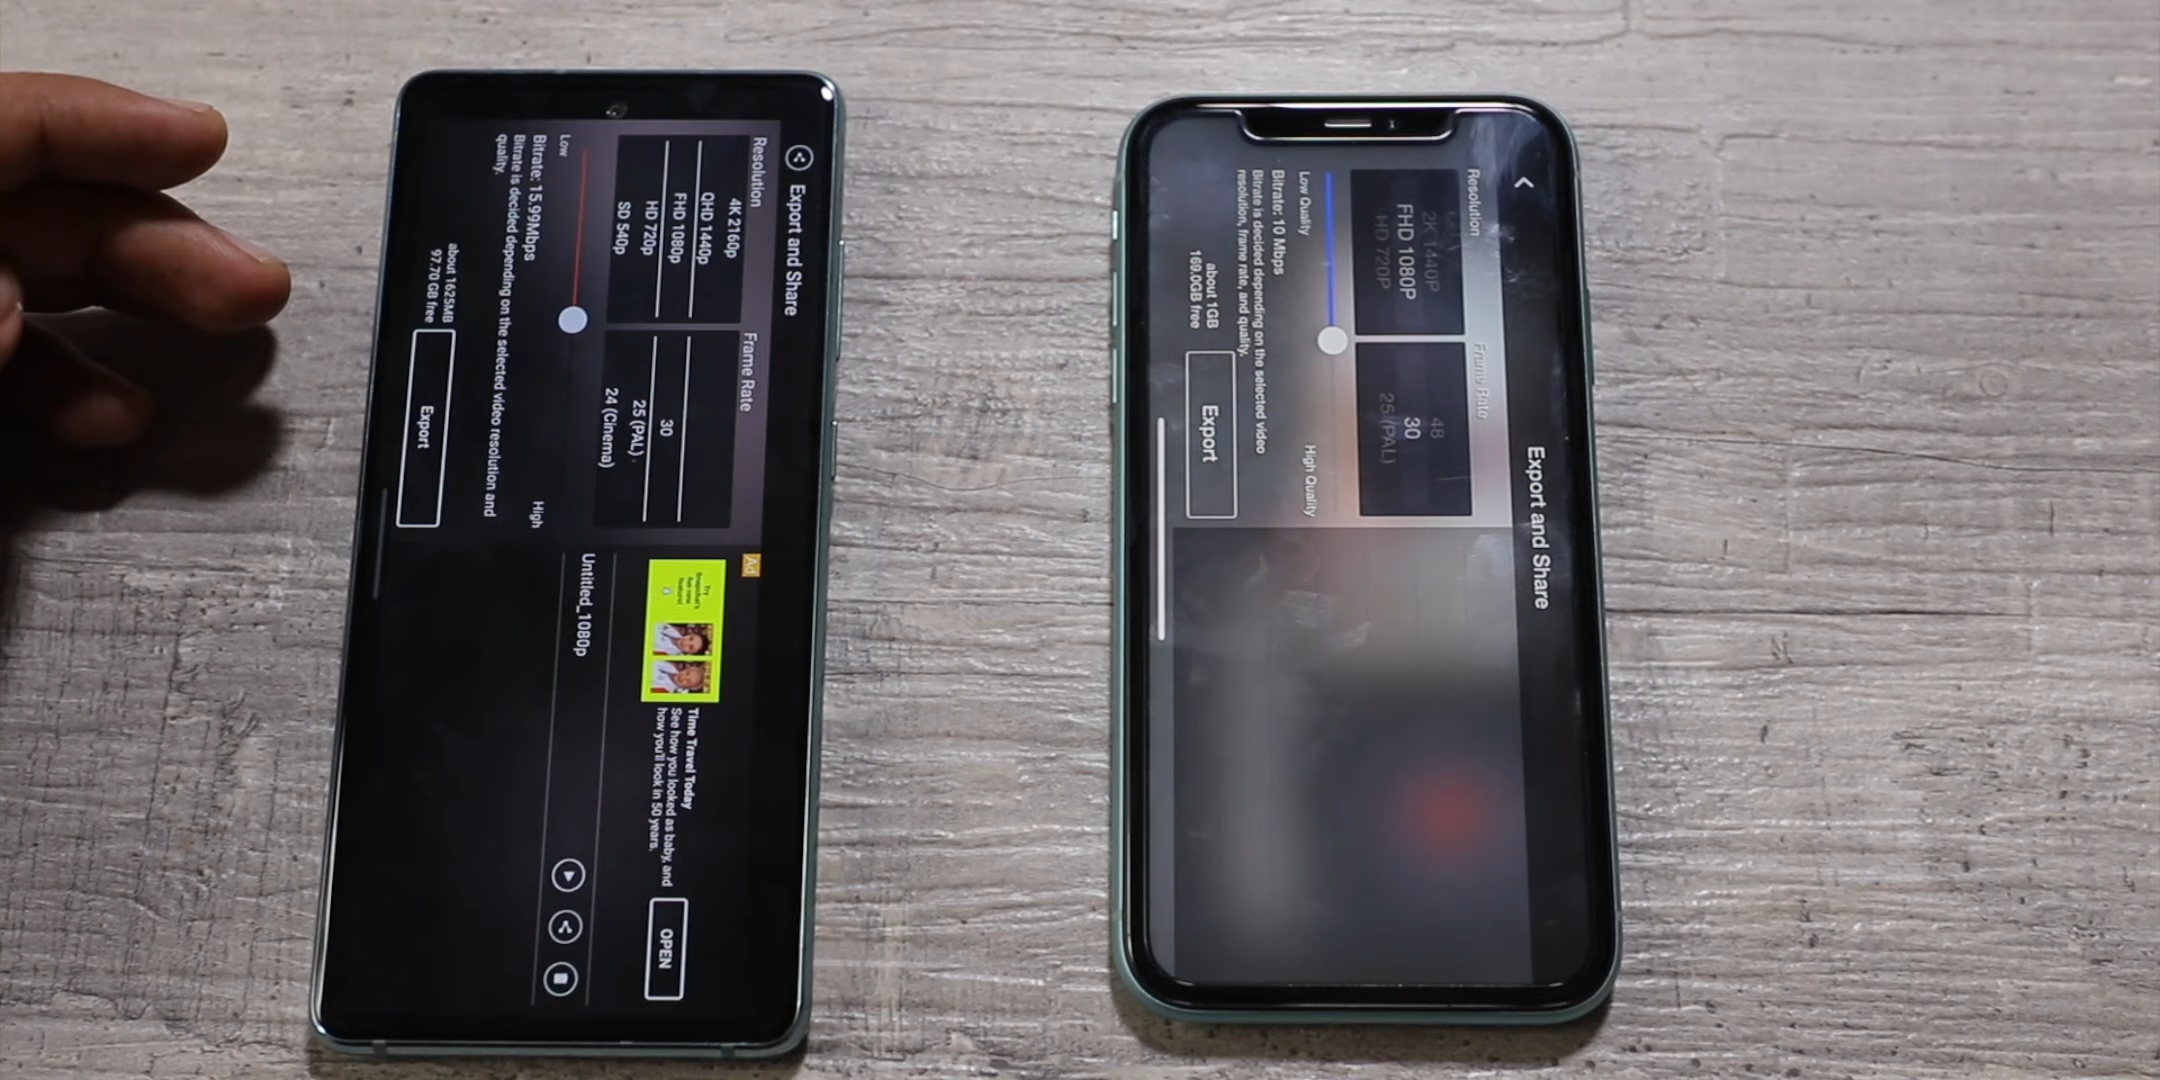 Export and Share
Resolution
4K 2160p
QHD 1440p
FHD 1080p
HD 720p
SD 540p
Frame Rate
30
25 (PAL)
24 (Cinema)
Low
High
Bitrate: 15.99Mbps
Bitrate is decided depending on the selected video resolution and
quality.
about 1625MB
97.70 GB free
Export
Ad
Try
Snapchat's
fun new
feature!
Time Travel Today
See how you looked as baby, and
how you'll look in 50 years.
OPEN
Untitled_1080p
Export and Share
Resolution
2K 1440P
FHD 1080P
HD 720P
Frame Rate
48
30
25 (PAL)
Low Quality
High Quality
Bitrate: 10 Mbps
Bitrate is decided depending on the selected video
resolution, frame rate, and quality.
about 1GB
169.0GB free
Export